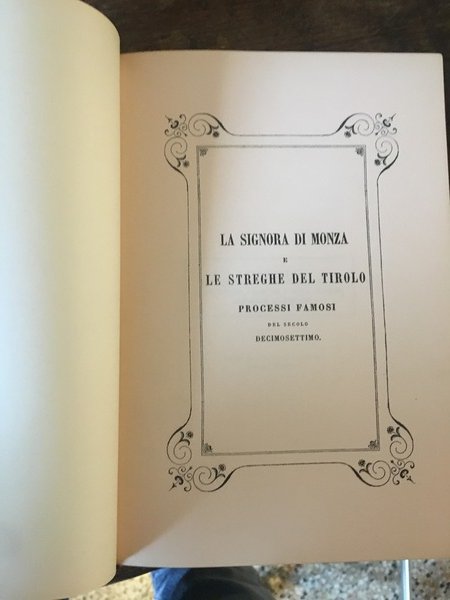 LA SIGNORA DI MONZA
E
LE STREGHE DEL TIROLO
PROCESSI FAMOSI
DEL SECOLO
DECIMOSETTIMO.